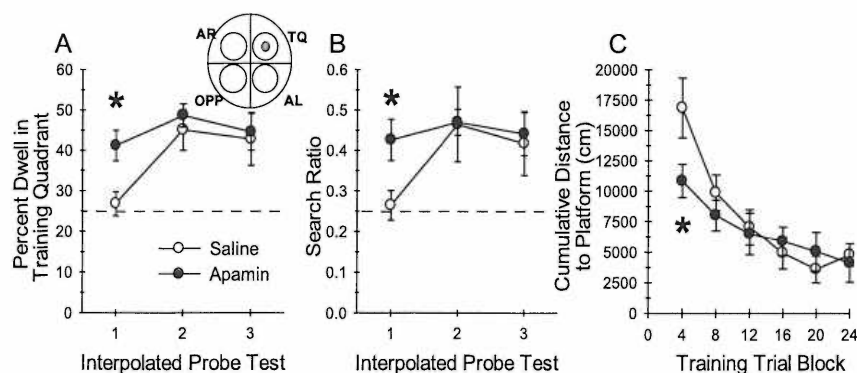 A
Percent Dwell in
Training Quadrant
60
50
40
30
20
10
0
*
Saline
Apamin
1 2 3
Interpolated Probe Test
AR TQ
OPP AL
B
Search Ratio
0.6
0.5
0.4
0.3
0.2
0.1
0.0
*
1 2 3
Interpolated Probe Test
C
Cumulative Distance
to Platform (cm)
20000
17500
15000
12500
10000
7500
5000
2500
0
*
0 4 8 12 16 20 24
Training Trial Block